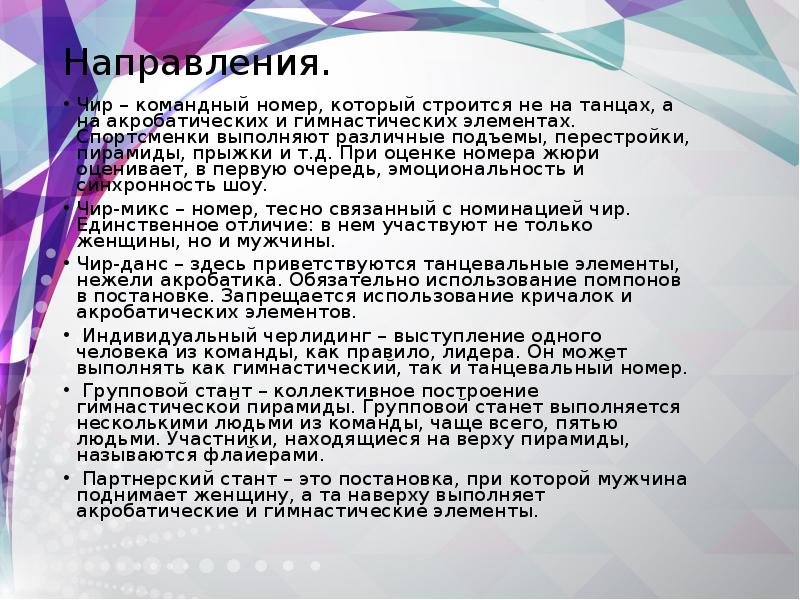 Направления.
• Чир – командный номер, который строится не на танцах, а
на акробатических и гимнастических элементах.
Спортсменки выполняют различные подъемы, перестройки,
пирамиды, прыжки и т.д. При оценке номера жюри
оценивает, в первую очередь, эмоциональность и
синхронность шоу.
• Чир-микс – номер, тесно связанный с номинацией чир.
Единственное отличие: в нем участвуют не только
женщины, но и мужчины.
• Чир-данс – здесь приветствуются танцевальные элементы,
нежели акробатика. Обязательно использование помпонов
в постановке. Запрещается использование кричалок и
акробатических элементов.
• Индивидуальный черлидинг – выступление одного
человека из команды, как правило, лидера. Он может
выполнять как гимнастический, так и танцевальный номер.
• Групповой стант – коллективное построение
гимнастической пирамиды. Групповой станет выполняется
несколькими людьми из команды, чаще всего, пятью
людьми. Участники, находящиеся на верху пирамиды,
называются флайерами.
• Партнерский стант – это постановка, при которой мужчина
поднимает женщину, а та наверху выполняет
акробатические и гимнастические элементы.